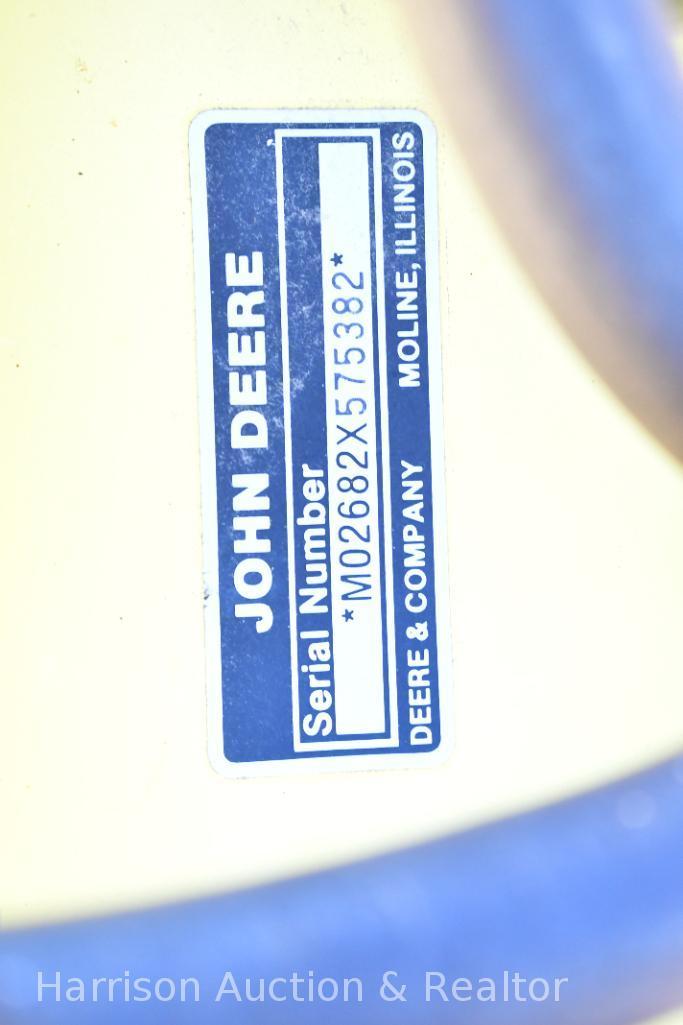 JOHN DEERE
Serial Number
*M02682X575382*
DEERE & COMPANY MOLINE, ILLINOIS
Harrison Auction & Realtor